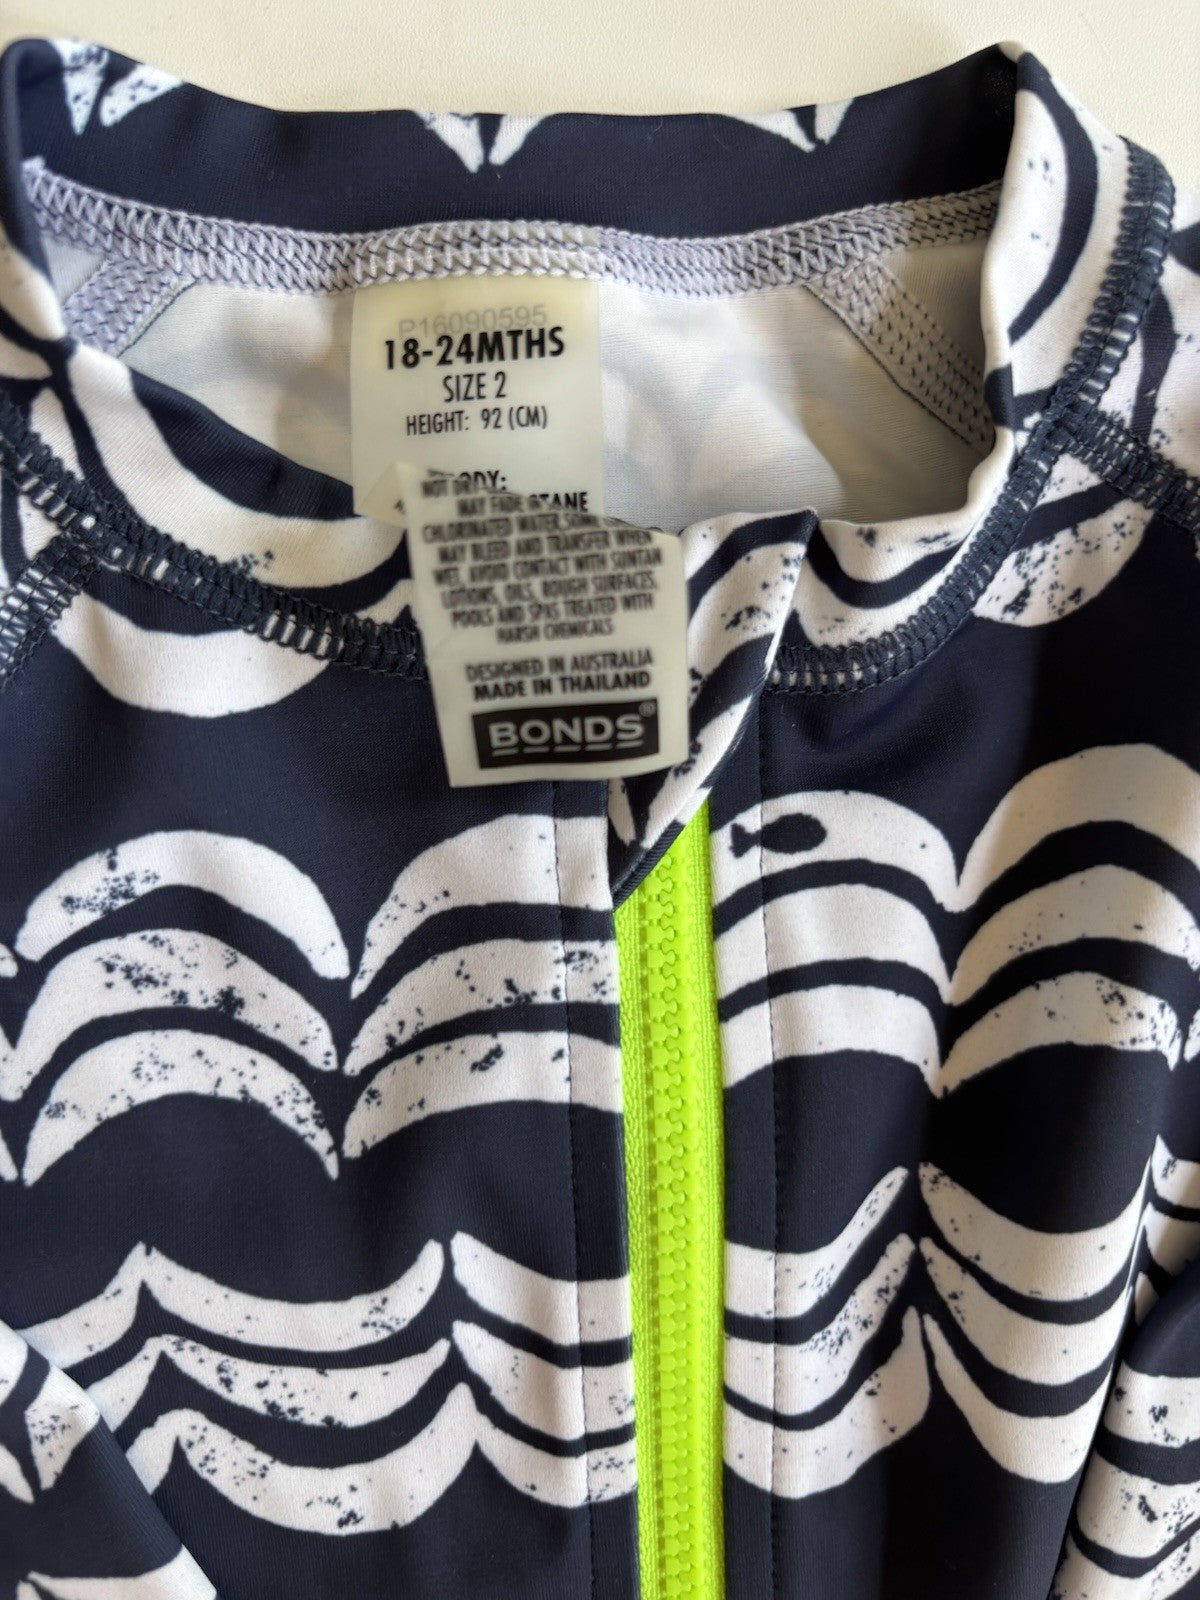 P16090595
18-24MTHS
SIZE 2
HEIGHT: 92 (CM)
MAY FADE
CHLORINATED WATER. SOME
MAY BLEED AND TRANSFER WHEN
WET. AVOID CONTACT WITH SUNTAN
LOTIONS, OILS, ROUGH SURFACES,
POOLS AND SPAS TREATED WITH
HARSH CHEMICALS
DESIGNED IN AUSTRALIA
MADE IN THAILAND
BONDS®